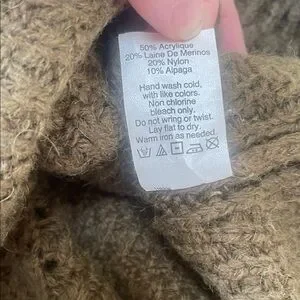 50% Acrylique
20% Laine De Merinos
20% Nylon
10% Alpaga
Hand wash cold,
with like colors.
Non chlorine
bleach only.
Do not wring or twist.
Lay flat to dry.
Warm iron as needed.